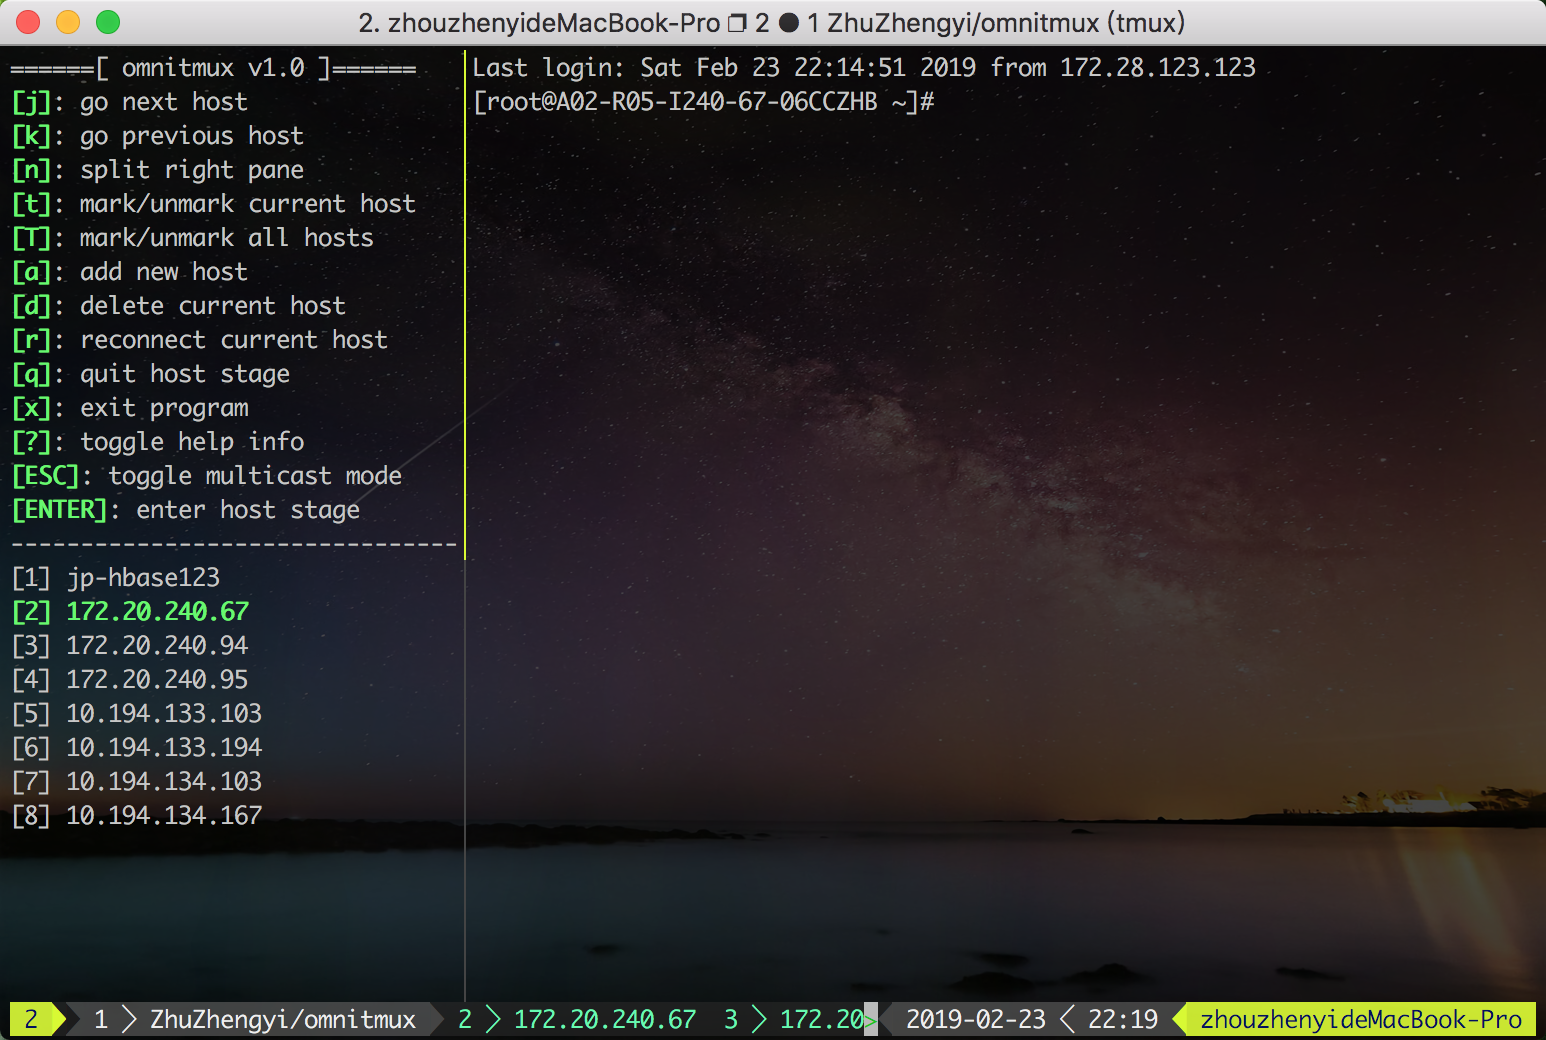 2. zhouzhenyideMacBook-Pro ❐ 2 ● 1 ZhuZhengyi/omnitmux (tmux)
======[ omnitmux v1.0 ]======
[j]: go next host
[k]: go previous host
[n]: split right pane
[t]: mark/unmark current host
[T]: mark/unmark all hosts
[a]: add new host
[d]: delete current host
[r]: reconnect current host
[q]: quit host stage
[x]: exit program
[?]: toggle help info
[ESC]: toggle multicast mode
[ENTER]: enter host stage
--------------------------------
[1] jp-hbase123
[2] 172.20.240.67
[3] 172.20.240.94
[4] 172.20.240.95
[5] 10.194.133.103
[6] 10.194.133.194
[7] 10.194.134.103
[8] 10.194.134.167
Last login: Sat Feb 23 22:14:51 2019 from 172.28.123.123
[root@A02-R05-I240-67-06CCZHB ~]#
2 1 ZhuZhengyi/omnitmux 2 172.20.240.67 3 172.20> 2019-02-23 22:19 zhouzhenyideMacBook-Pro